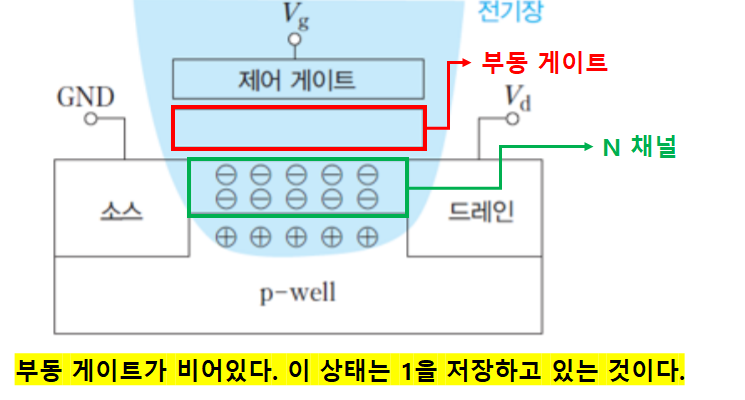 전기장
Vg
부동 게이트
제어 게이트
GND
Vd
N 채널
⊖ ⊖ ⊖ ⊖ ⊖
⊖ ⊖ ⊖ ⊖ ⊖
소스
드레인
⊕ ⊕ ⊕ ⊕ ⊕
p-well
부동 게이트가 비어있다. 이 상태는 1을 저장하고 있는 것이다.